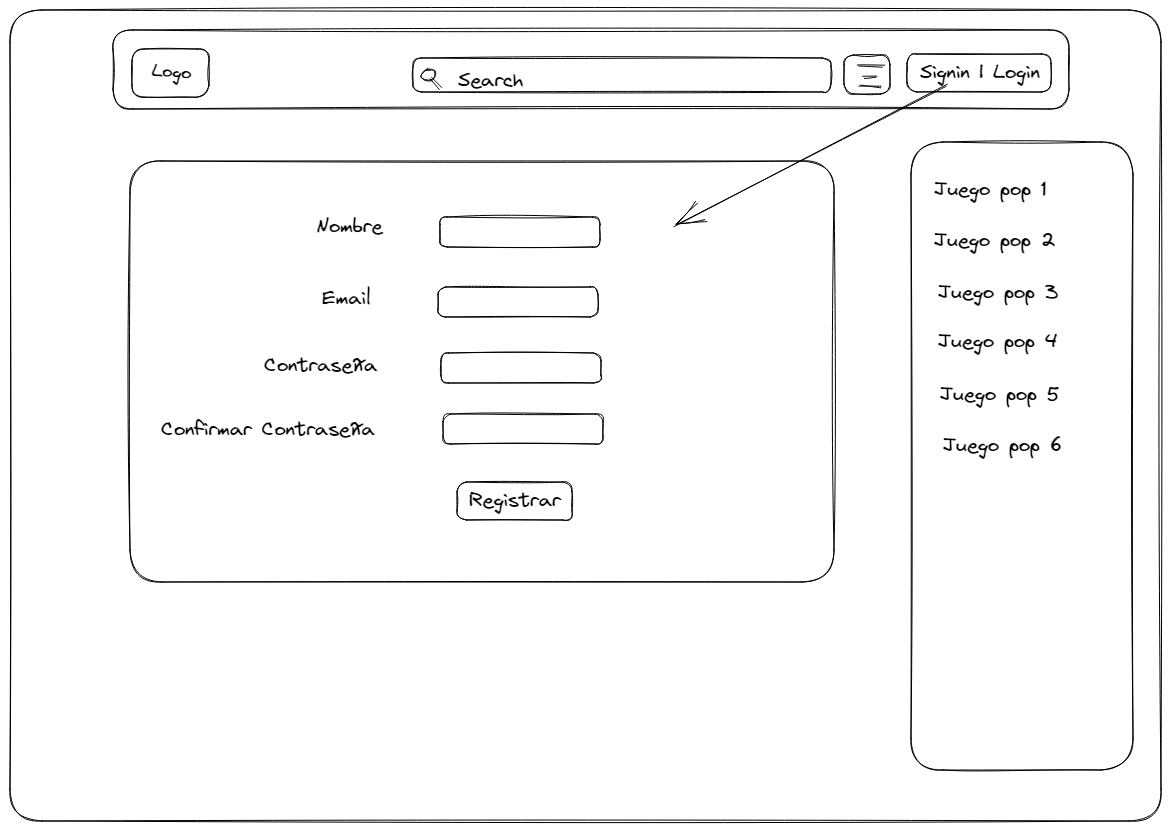 Logo
Search
Signin | Login
Nombre
Email
Contraseña
Confirmar Contraseña
Registrar
Juego pop 1
Juego pop 2
Juego pop 3
Juego pop 4
Juego pop 5
Juego pop 6